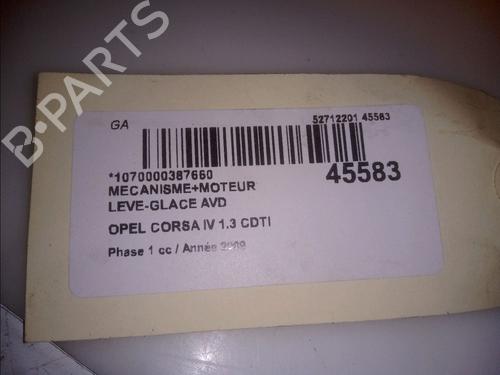 B-PARTS
GA
52712201 45583
*1070000387660
45583
MECANISME+MOTEUR
LEVE-GLACE AVD
OPEL CORSA IV 1.3 CDTI
Phase 1 cc / Année 2009